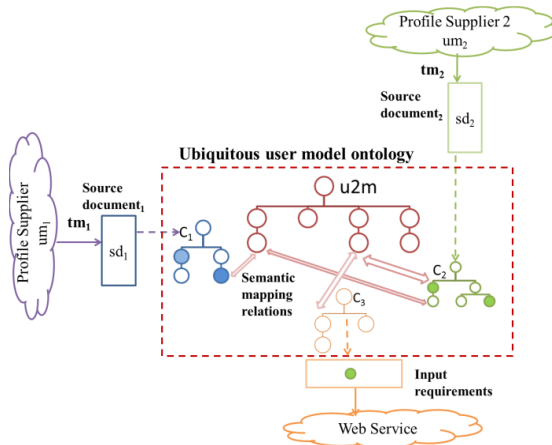 Profile Supplier 2
um2
tm2
Source
document2
sd2
Ubiquitous user model ontology
u2m
Profile Supplier
um1
tm1
Source
document1
sd1
C1
Semantic
mapping
relations
C2
C3
Input
requirements
Web Service